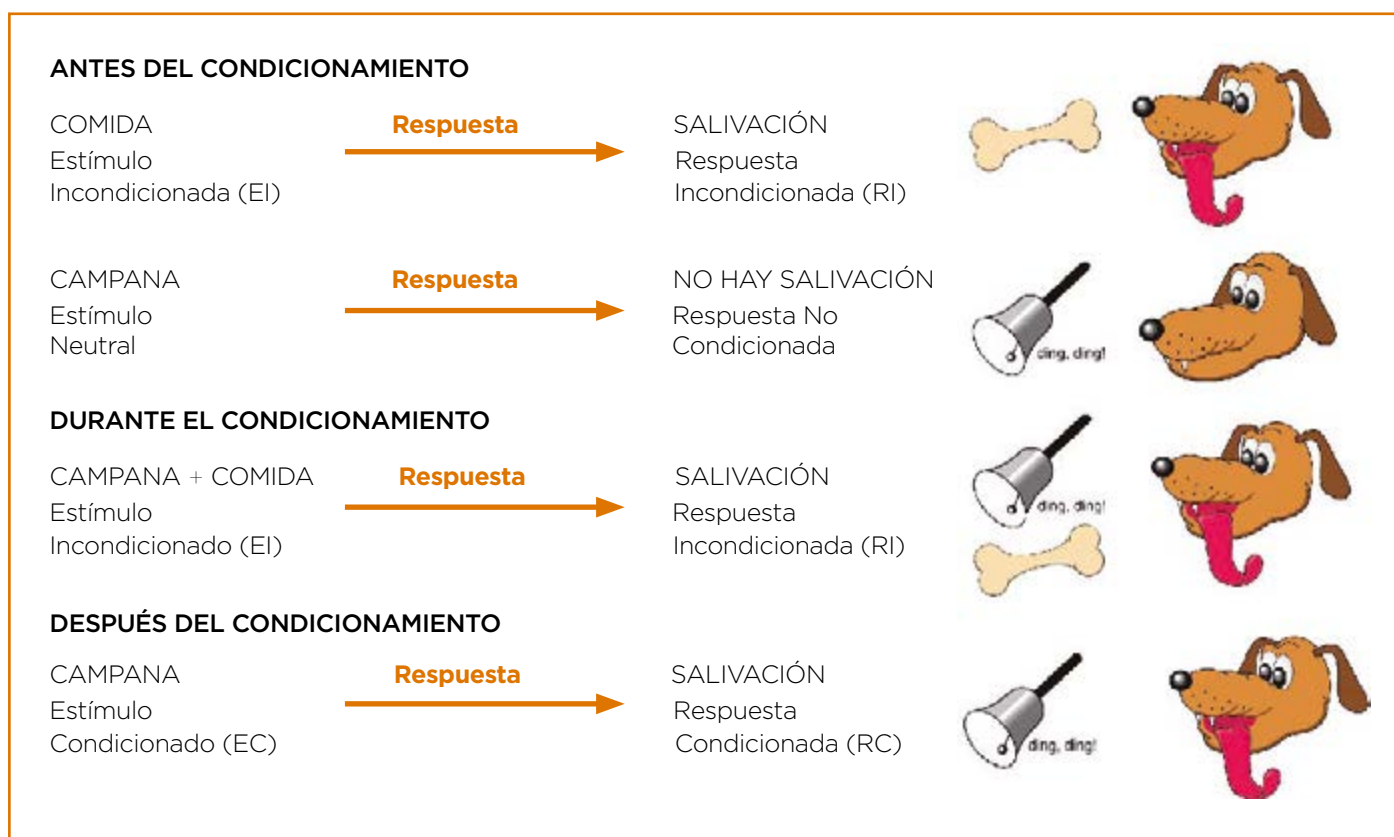 ANTES DEL CONDICIONAMIENTO
COMIDA
Respuesta
SALIVACIÓN
Estímulo
Incondicionada (EI)
Respuesta
Incondicionada (RI)
CAMPANA
Respuesta
NO HAY SALIVACIÓN
Estímulo
Neutral
Respuesta No
Condicionada
ding, ding!
DURANTE EL CONDICIONAMIENTO
CAMPANA + COMIDA
Respuesta
SALIVACIÓN
Estímulo
Incondicionado (EI)
Respuesta
Incondicionada (RI)
ding, ding!
DESPUÉS DEL CONDICIONAMIENTO
CAMPANA
Respuesta
SALIVACIÓN
Estímulo
Condicionado (EC)
Respuesta
Condicionada (RC)
ding, ding!